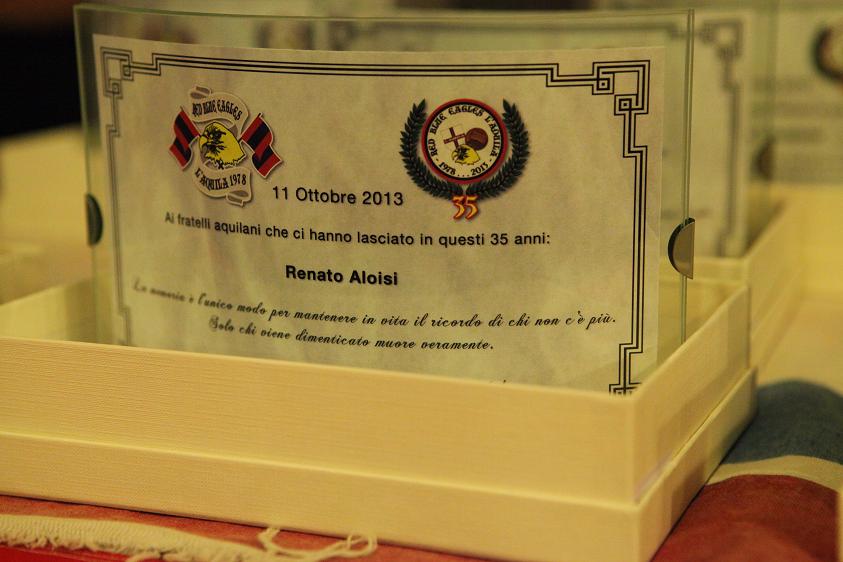 RED BLUE EAGLES
L'AQUILA 1978
RED BLUE EAGLES L'AQUILA
1978...2013
35
11 Ottobre 2013
Ai fratelli aquilani che ci hanno lasciato in questi 35 anni:
Renato Aloisi
La memoria è l'unico modo per mantenere in vita il ricordo di chi non c'è più.
Solo chi viene dimenticato muore veramente.